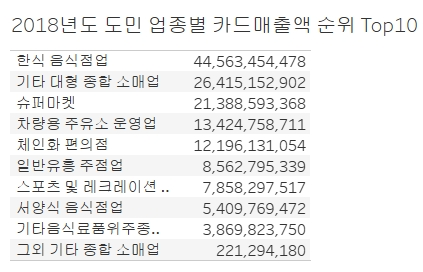 2018년도 도민 업종별 카드매출액 순위 Top10
한식 음식점업 44,563,454,478
기타 대형 종합 소매업 26,415,152,902
슈퍼마켓 21,388,593,368
차량용 주유소 운영업 13,424,758,711
체인화 편의점 12,196,131,054
일반유흥 주점업 8,562,795,339
스포츠 및 레크레이션 .. 7,858,297,517
서양식 음식점업 5,409,769,472
기타음식료품위주종.. 3,869,823,750
그외 기타 종합 소매업 221,294,180